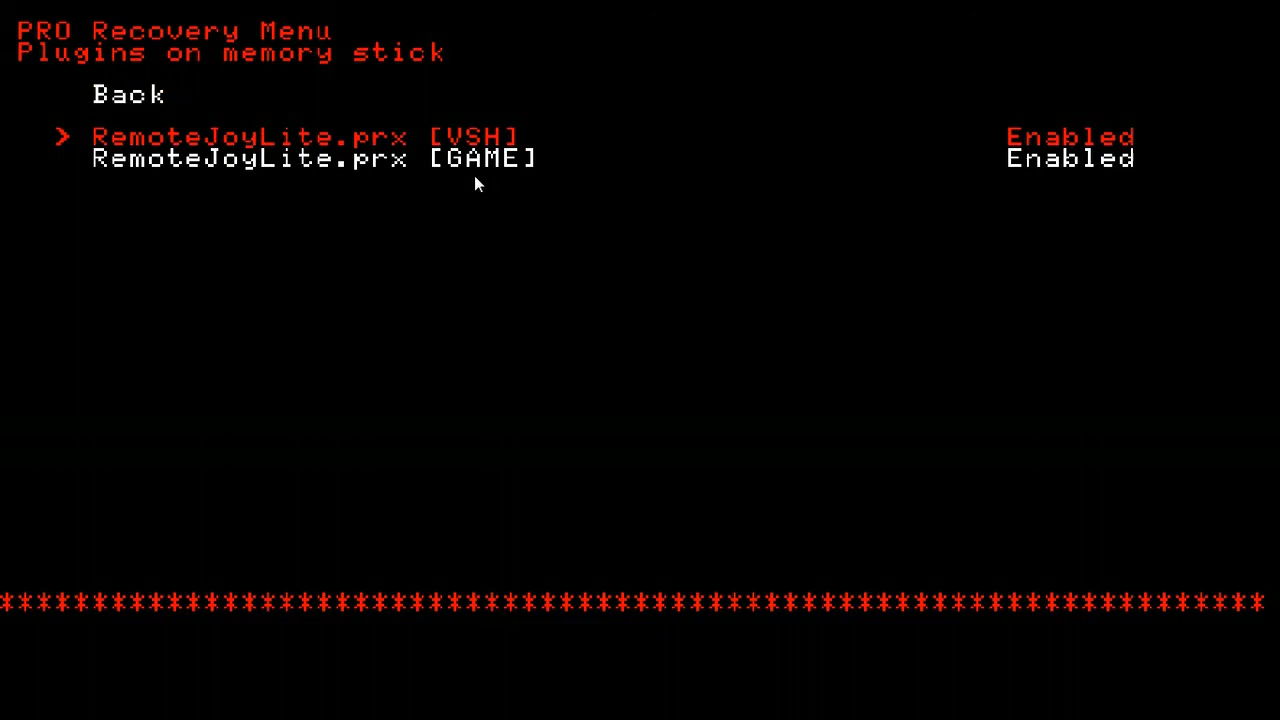 PRO Recovery Menu
Plugins on memory stick
Back
> RemoteJoyLite.prx [VSH] Enabled
RemoteJoyLite.prx [GAME] Enabled
********************************************************************